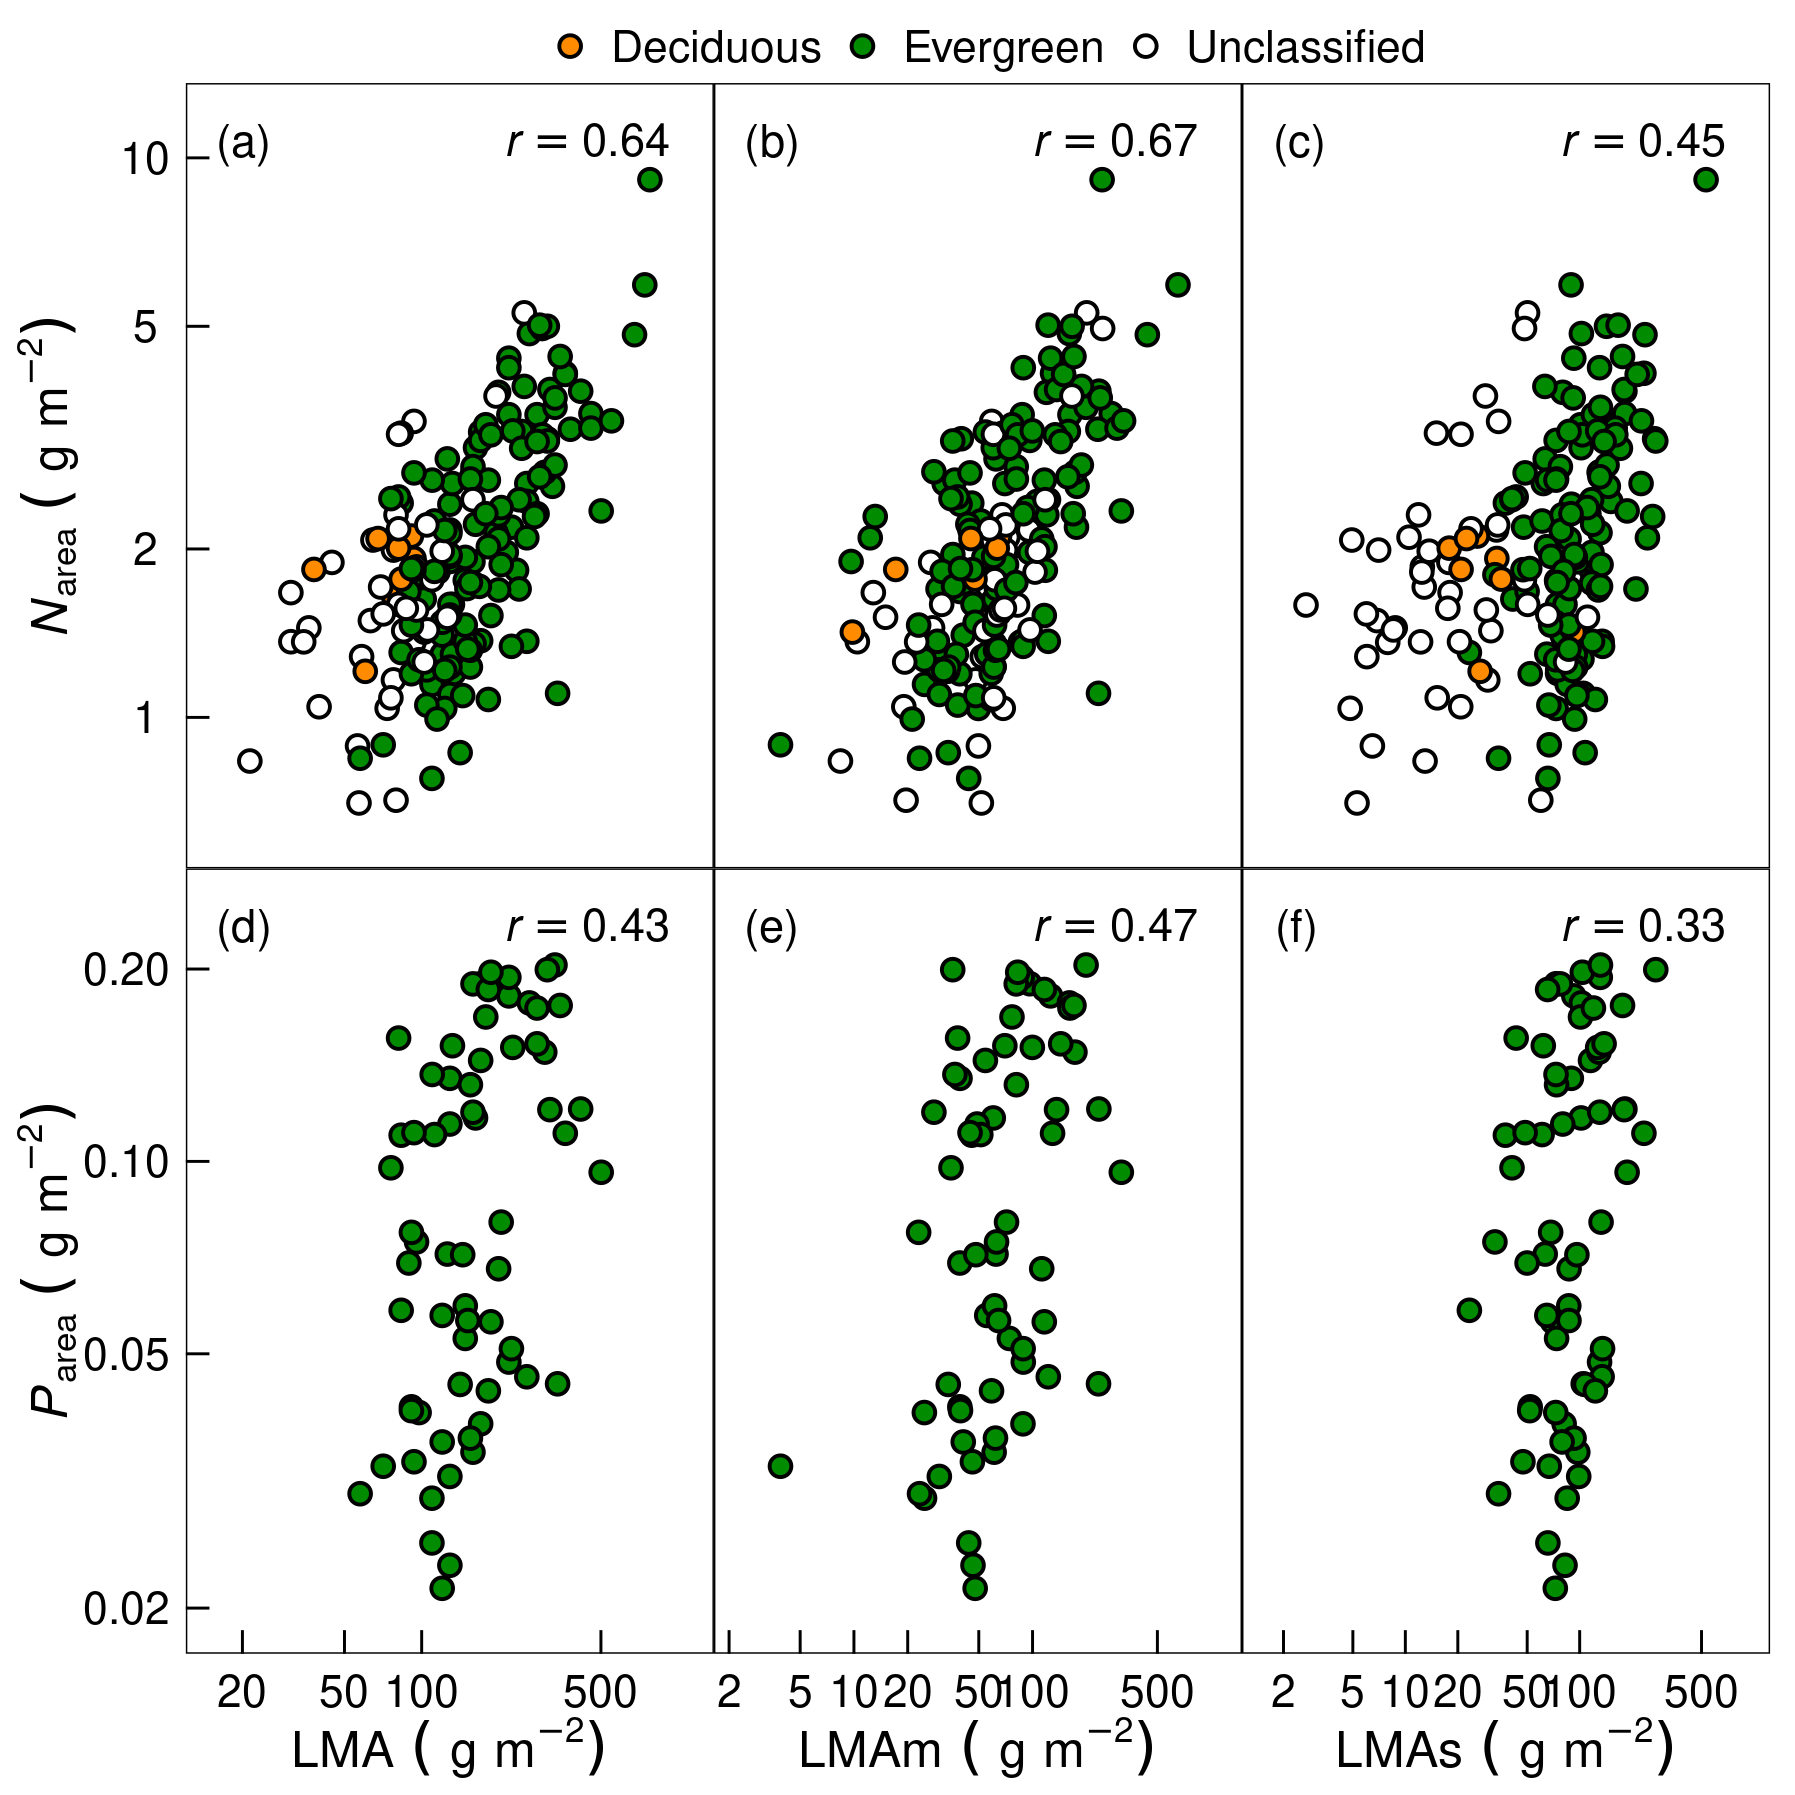 Deciduous Evergreen Unclassified
(a) r = 0.64
(b) r = 0.67
(c) r = 0.45
10
5
2
1
N area ( g m −2 )
(d) r = 0.43
(e) r = 0.47
(f) r = 0.33
0.20
0.10
0.05
0.02
P area ( g m −2 )
20 50 100 500
2 5 10 20 50 100 500
2 5 10 20 50 100 500
LMA ( g m −2 )
LMAm ( g m −2 )
LMAs ( g m −2 )